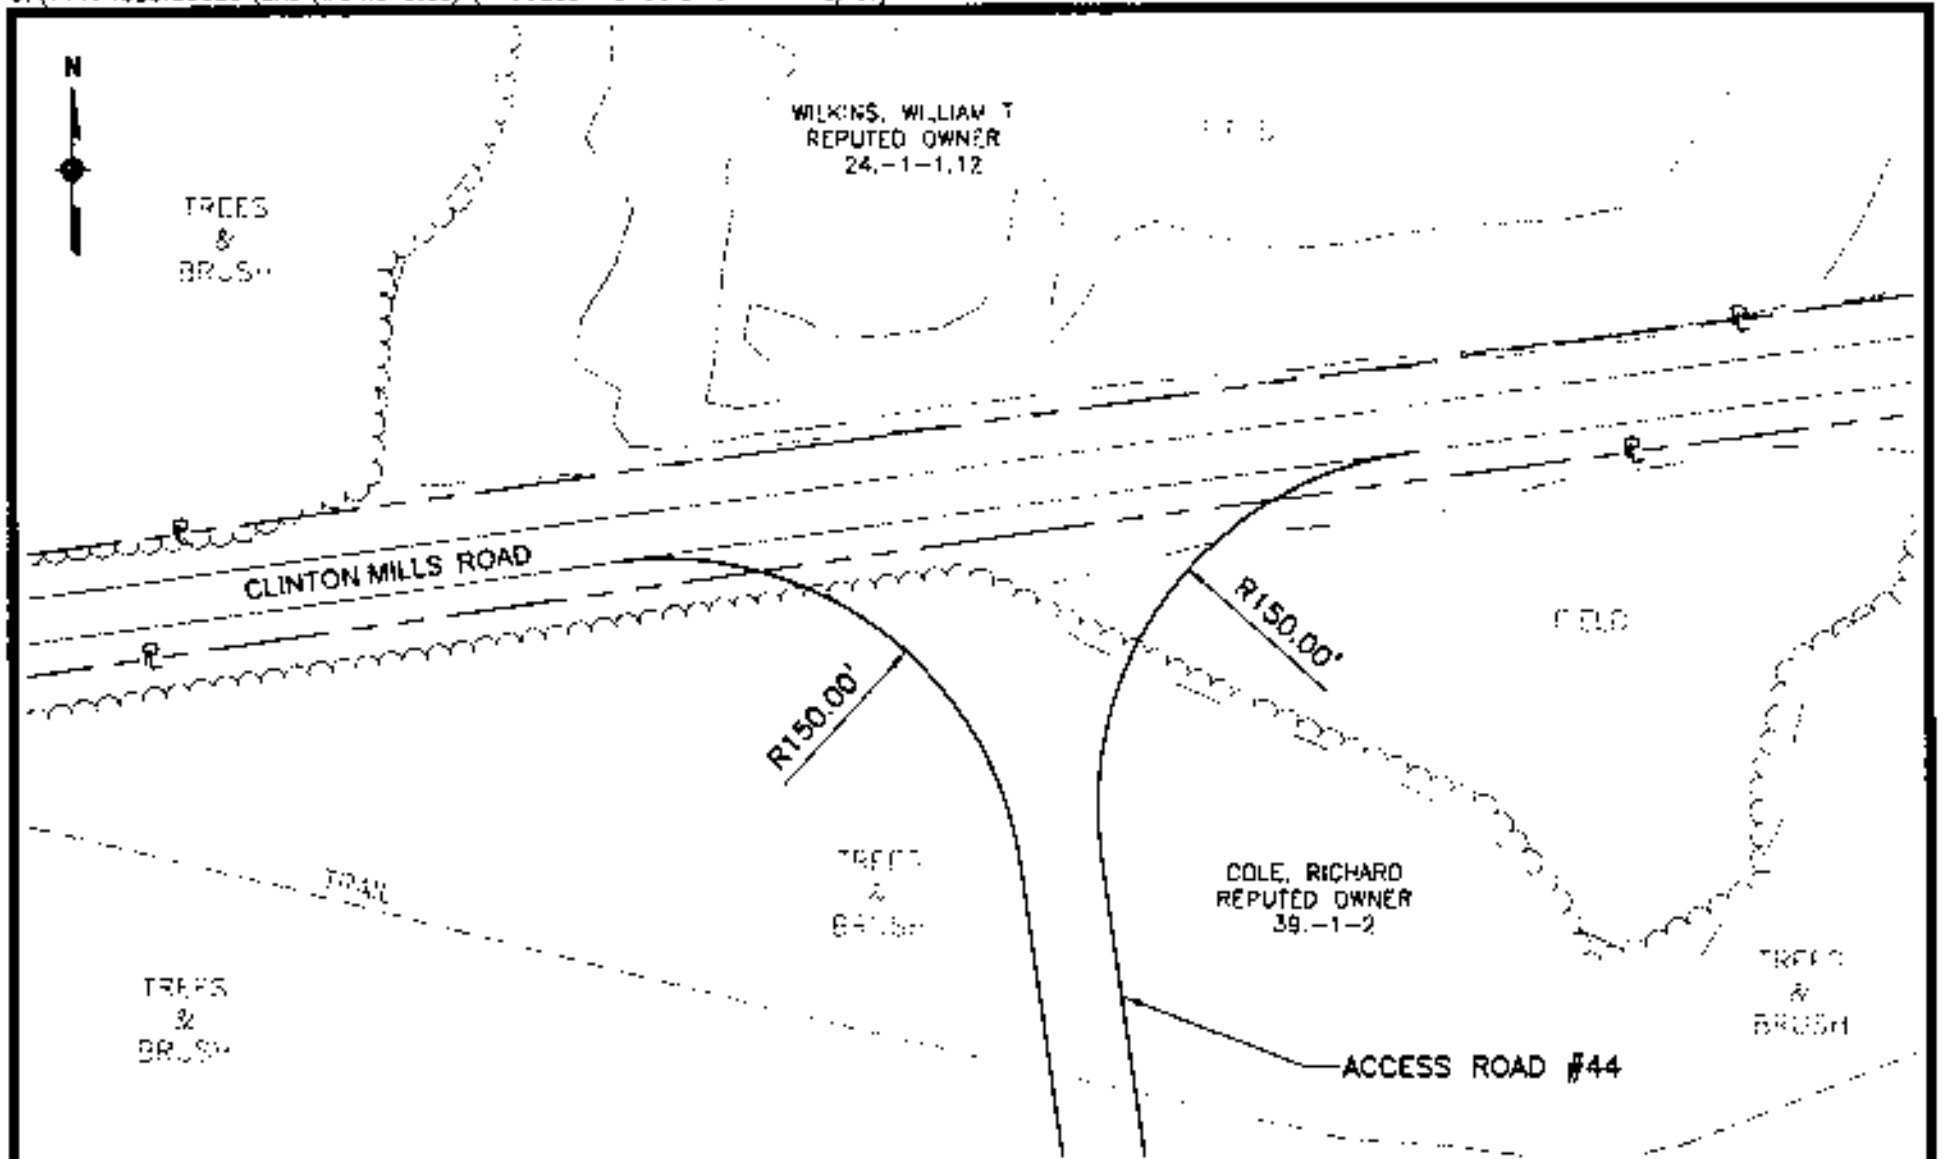 N
WILKINS, WILLIAM T
REPUTED OWNER
24.-1-1.12
TREES
&
BRUSH
CLINTON MILLS ROAD
R150.00'
R150.00'
FIELD
TRAIL
TREES
&
BRUSH
COLE, RICHARD
REPUTED OWNER
39.-1-2
TREES
&
BRUSH
TREES
&
BRUSH
ACCESS ROAD #44